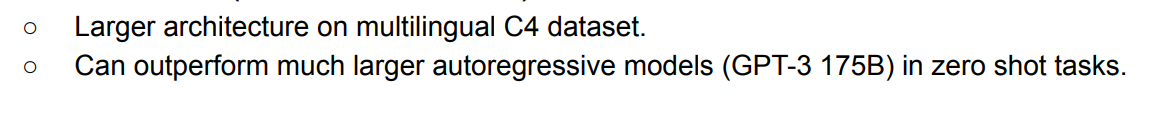 ○ Larger architecture on multilingual C4 dataset.
○ Can outperform much larger autoregressive models (GPT-3 175B) in zero shot tasks.